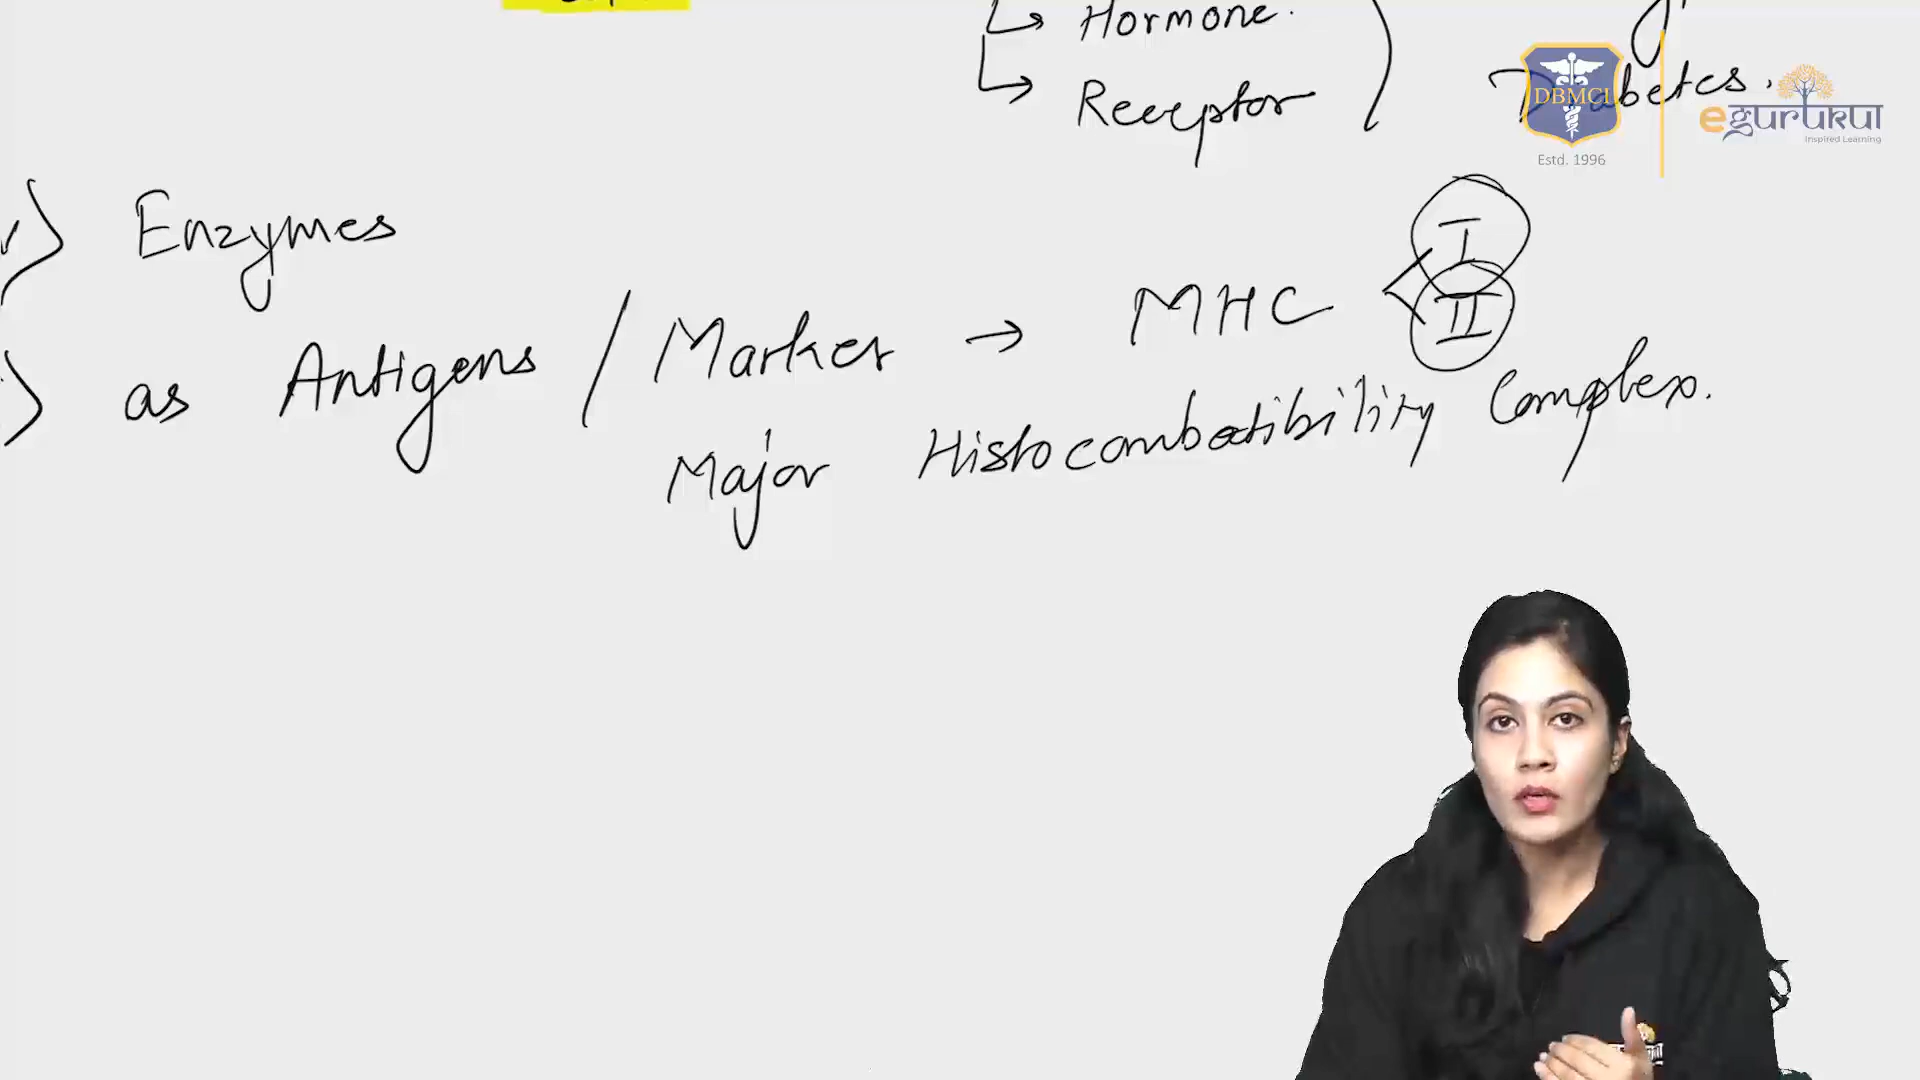 Hormone.
Receptor
Diabetes.
DBMCI
Estd. 1996
egurukul
Inspired Learning
Enzymes
as Antigens / Marker → MHC < I
II
Major Histocombatibility Complex.